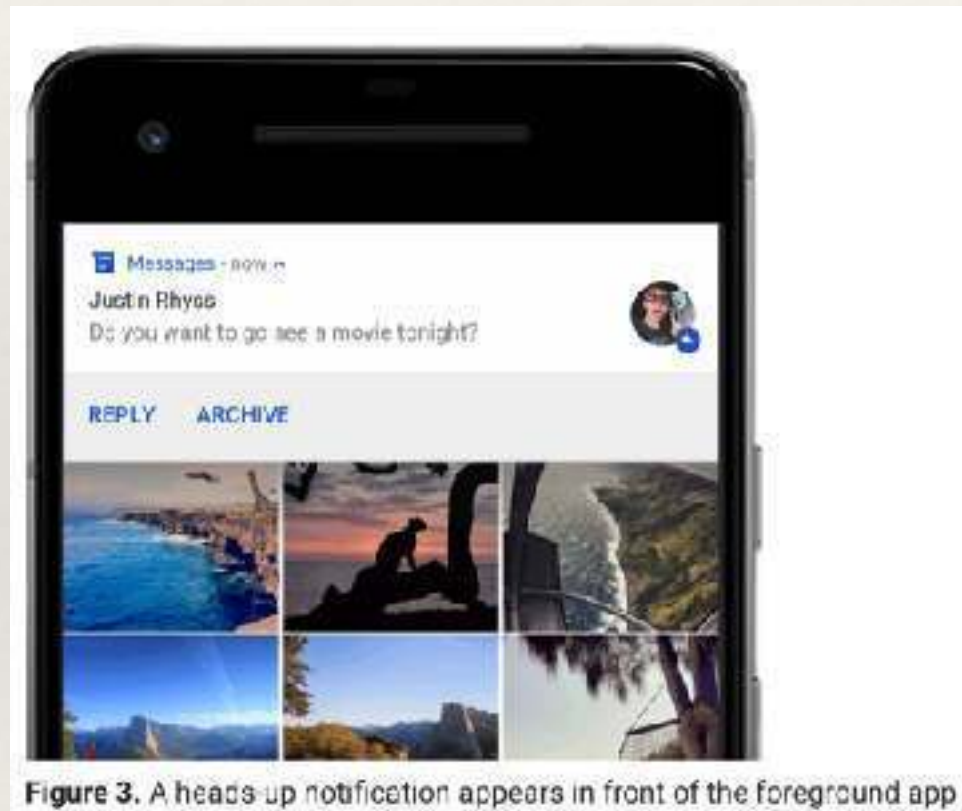 Messages · now
Justin Rhyss
Do you want to go see a movie tonight?
REPLY ARCHIVE
Figure 3. A heads-up notification appears in front of the foreground app